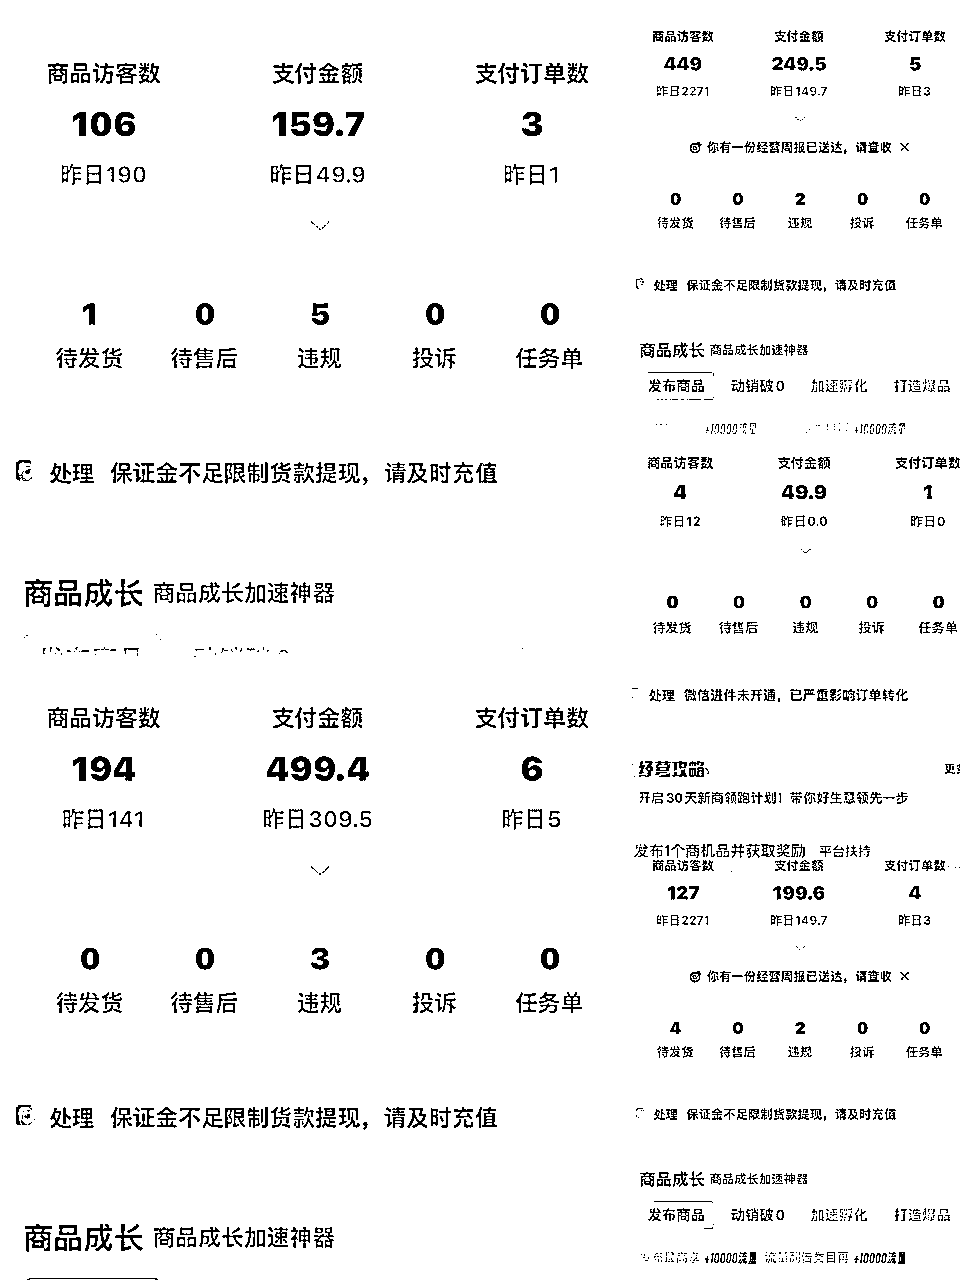 商品访客数 支付金额 支付订单数
106 159.7 3
昨日190 昨日49.9 昨日1
1 0 5 0 0
待发货 待售后 违规 投诉 任务单
处理 保证金不足限制货款提现，请及时充值
商品成长 商品成长加速神器
商品访客数 支付金额 支付订单数
194 499.4 6
昨日141 昨日309.5 昨日5
0 0 3 0 0
待发货 待售后 违规 投诉 任务单
处理 保证金不足限制货款提现，请及时充值
商品成长 商品成长加速神器
商品访客数 支付金额 支付订单数
449 249.5 5
昨日2271 昨日149.7 昨日3
你有一份经营周报已送达，请查收 ×
0 0 2 0 0
待发货 待售后 违规 投诉 任务单
处理 保证金不足限制货款提现，请及时充值
商品成长 商品成长加速神器
发布商品 动销破0 加速孵化 打造爆品
+10000流量 +10000流量
商品访客数 支付金额 支付订单数
4 49.9 1
昨日12 昨日0.0 昨日0
0 0 0 0 0
待发货 待售后 违规 投诉 任务单
处理 微信进件未开通，已严重影响订单转化
经营攻略 更多
开启30天新商领跑计划！带你好生意领先一步
发布1个商机品并获取奖励 平台扶持
商品访客数 支付金额 支付订单数
127 199.6 4
昨日2271 昨日149.7 昨日3
你有一份经营周报已送达，请查收 ×
4 0 2 0 0
待发货 待售后 违规 投诉 任务单
处理 保证金不足限制货款提现，请及时充值
商品成长 商品成长加速神器
发布商品 动销破0 加速孵化 打造爆品
+10000流量 +10000流量